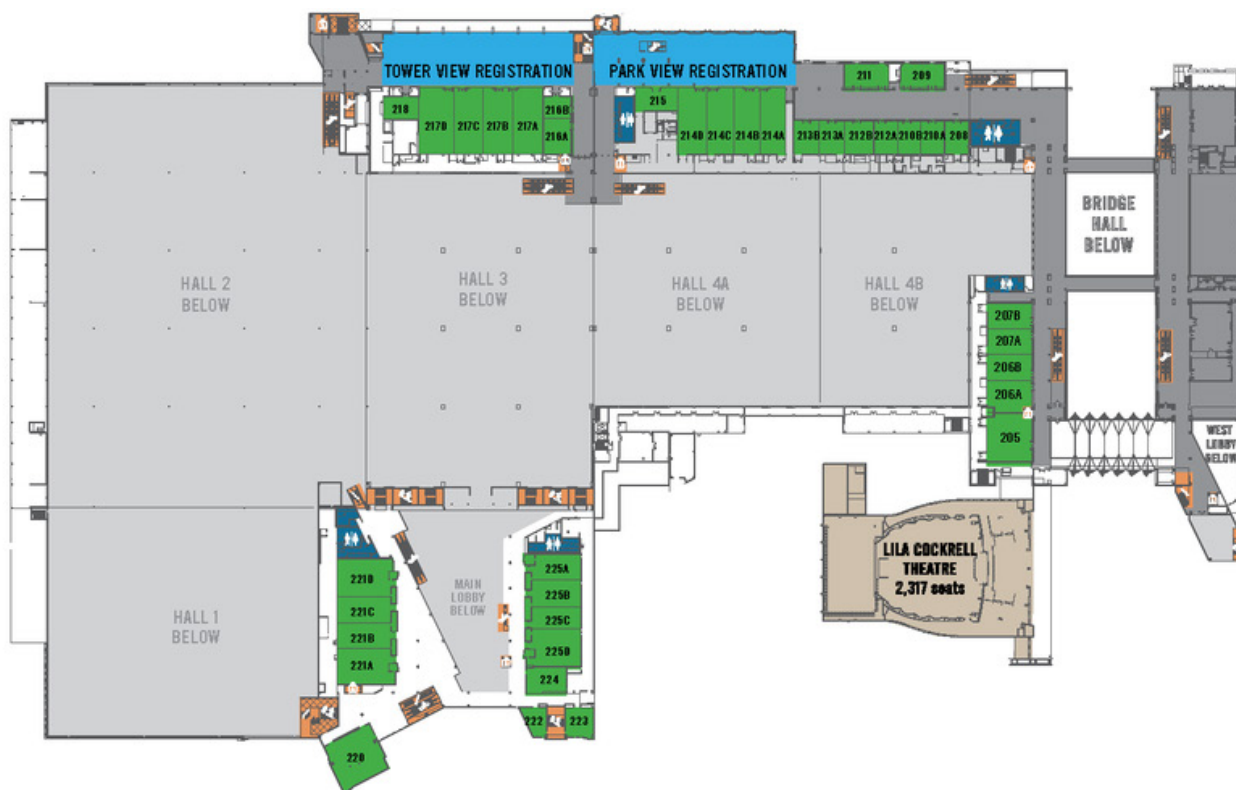 TOWER VIEW REGISTRATION
PARK VIEW REGISTRATION
211
209
218
217D
217C
217B
217A
216B
216A
215
214D
214C
214B
214A
213B
213A
212B
212A
210B
210A
208
BRIDGE
HALL
BELOW
HALL 2
BELOW
HALL 3
BELOW
HALL 4A
BELOW
HALL 4B
BELOW
207B
207A
206B
206A
205
WEST
LOBBY
BELOW
LILA COCKRELL
THEATRE
2,317 seats
HALL 1
BELOW
221D
221C
221B
221A
MAIN
LOBBY
BELOW
225A
225B
225C
225D
224
222
223
220